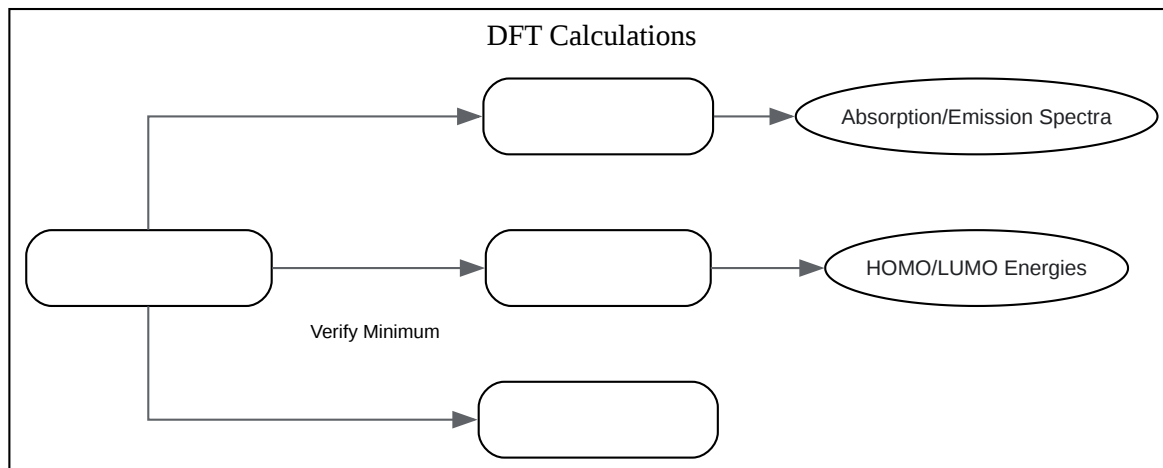 DFT Calculations
Absorption/Emission Spectra
HOMO/LUMO Energies
Verify Minimum